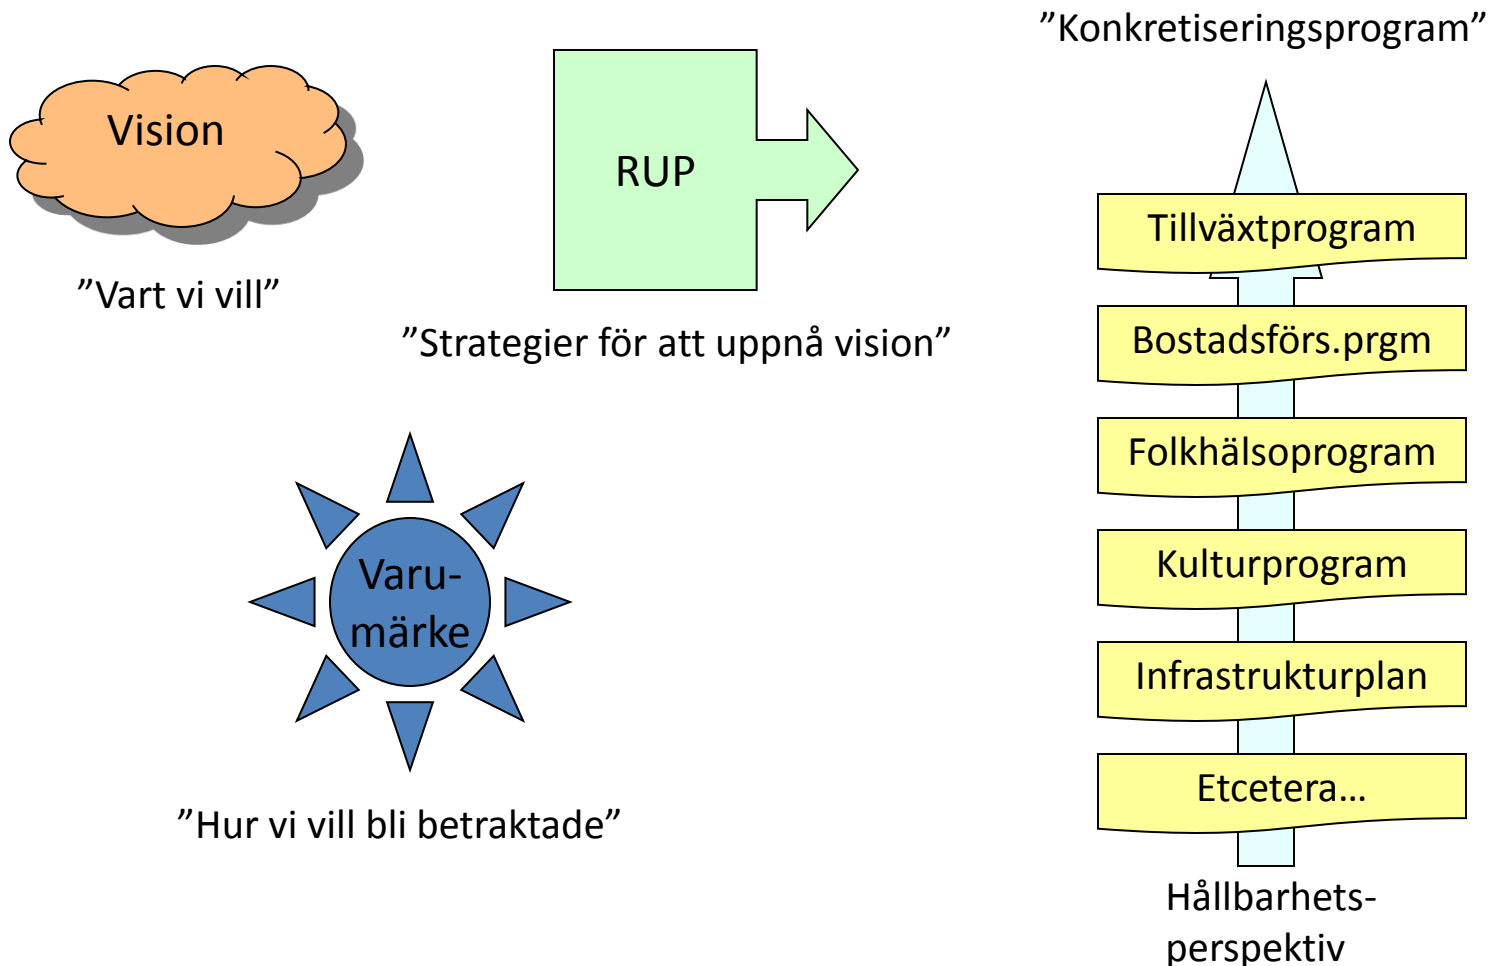 Vision
”Vart vi vill”
RUP
”Strategier för att uppnå vision”
Varu-
märke
”Hur vi vill bli betraktade”
”Konkretiseringsprogram”
Tillväxtprogram
Bostadsförs.prgm
Folkhälsoprogram
Kulturprogram
Infrastrukturplan
Etcetera…
Hållbarhets-
perspektiv